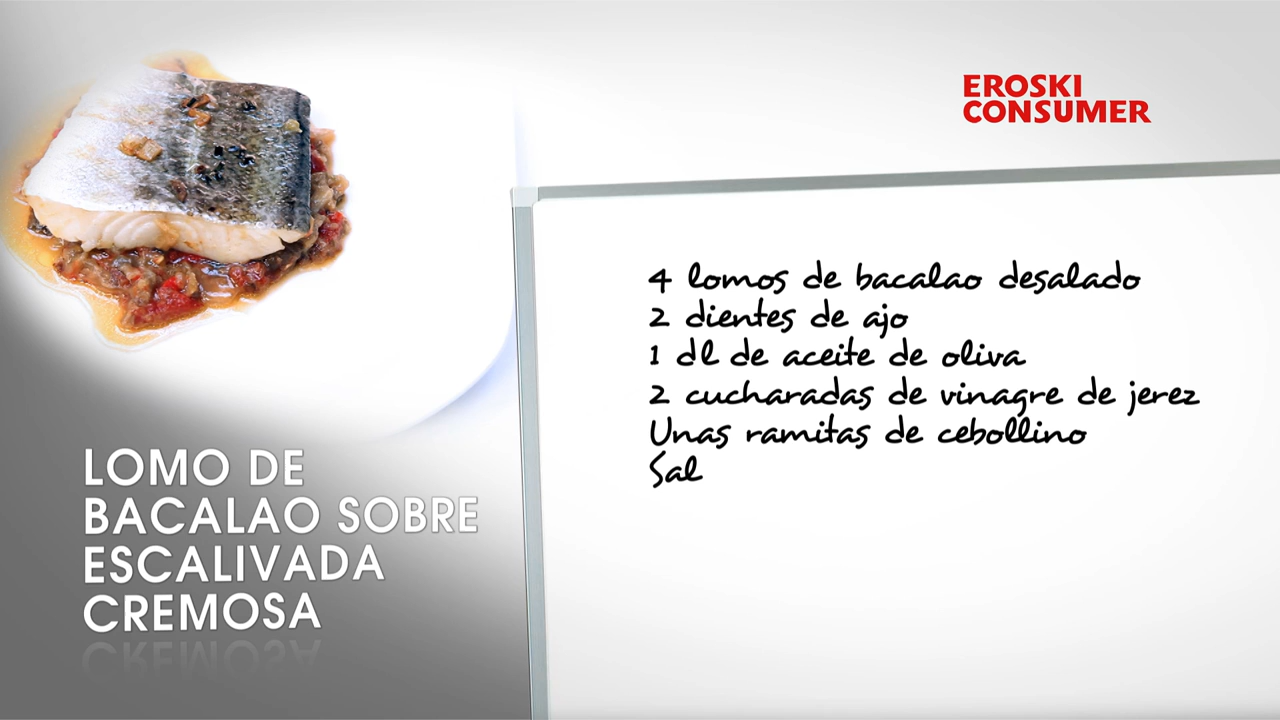 EROSKI
CONSUMER
4 lomos de bacalao desalado
2 dientes de ajo
1 dl de aceite de oliva
2 cucharadas de vinagre de jerez
Unas ramitas de cebollino
Sal
LOMO DE
BACALAO SOBRE
ESCALIVADA
CREMOSA